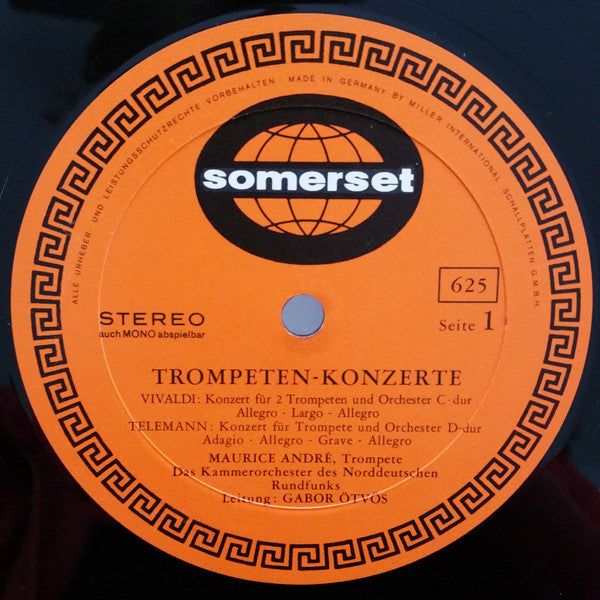 ALLE URHEBER- UND LEISTUNGSSCHUTZRECHTE VORBEHALTEN · MADE IN GERMANY BY MILLER INTERNATIONAL SCHALLPLATTEN·GMBH
somerset
625
Seite 1
STEREO
auch MONO abspielbar
TROMPETEN-KONZERTE
VIVALDI: Konzert für 2 Trompeten und Orchester C-dur
Allegro - Largo - Allegro
TELEMANN: Konzert für Trompete und Orchester D-dur
Adagio - Allegro - Grave - Allegro
MAURICE ANDRÉ, Trompete
Das Kammerorchester des Norddeutschen
Rundfunks
Leitung: GABOR ÖTVÖS